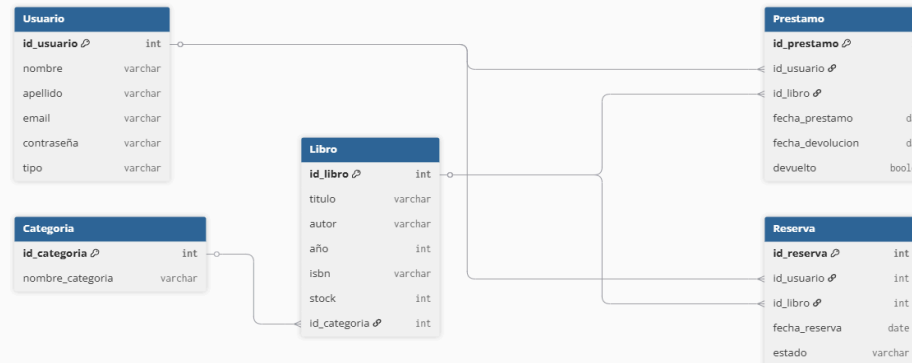 Usuario
id_usuario int
nombre varchar
apellido varchar
email varchar
contraseña varchar
tipo varchar
Categoria
id_categoria int
nombre_categoria varchar
Libro
id_libro int
titulo varchar
autor varchar
año int
isbn varchar
stock int
id_categoria int
Prestamo
id_prestamo
id_usuario
id_libro
fecha_prestamo
fecha_devolucion
devuelto
Reserva
id_reserva int
id_usuario int
id_libro int
fecha_reserva date
estado varchar